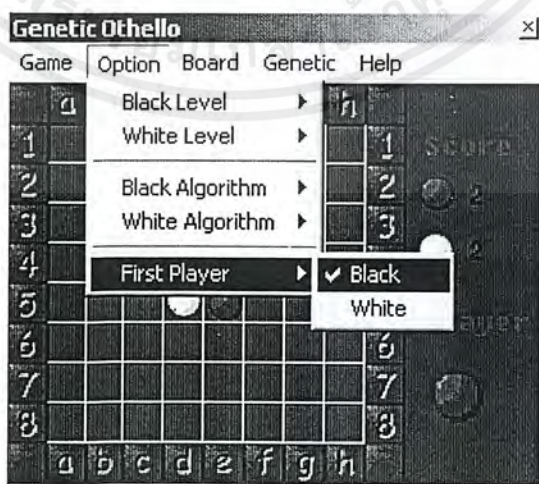 Genetic Othello
Game Option Board Genetic Help
a Black Level h
1 White Level 1 Score
2 Black Algorithm 2 2
3 White Algorithm 3 2
4 First Player Black
5 White
6 6
7 7
8 8
a b c d e f g h